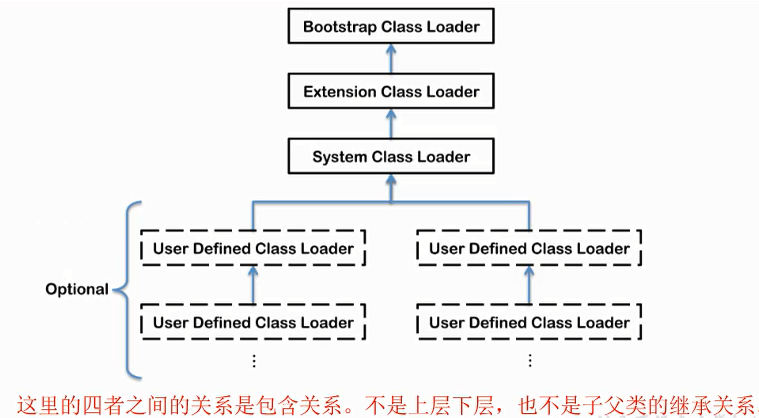 Bootstrap Class Loader
Extension Class Loader
System Class Loader
User Defined Class Loader
User Defined Class Loader
Optional
User Defined Class Loader
User Defined Class Loader
⋮
⋮
这里的四者之间的关系是包含关系。不是上层下层，也不是子父类的继承关系